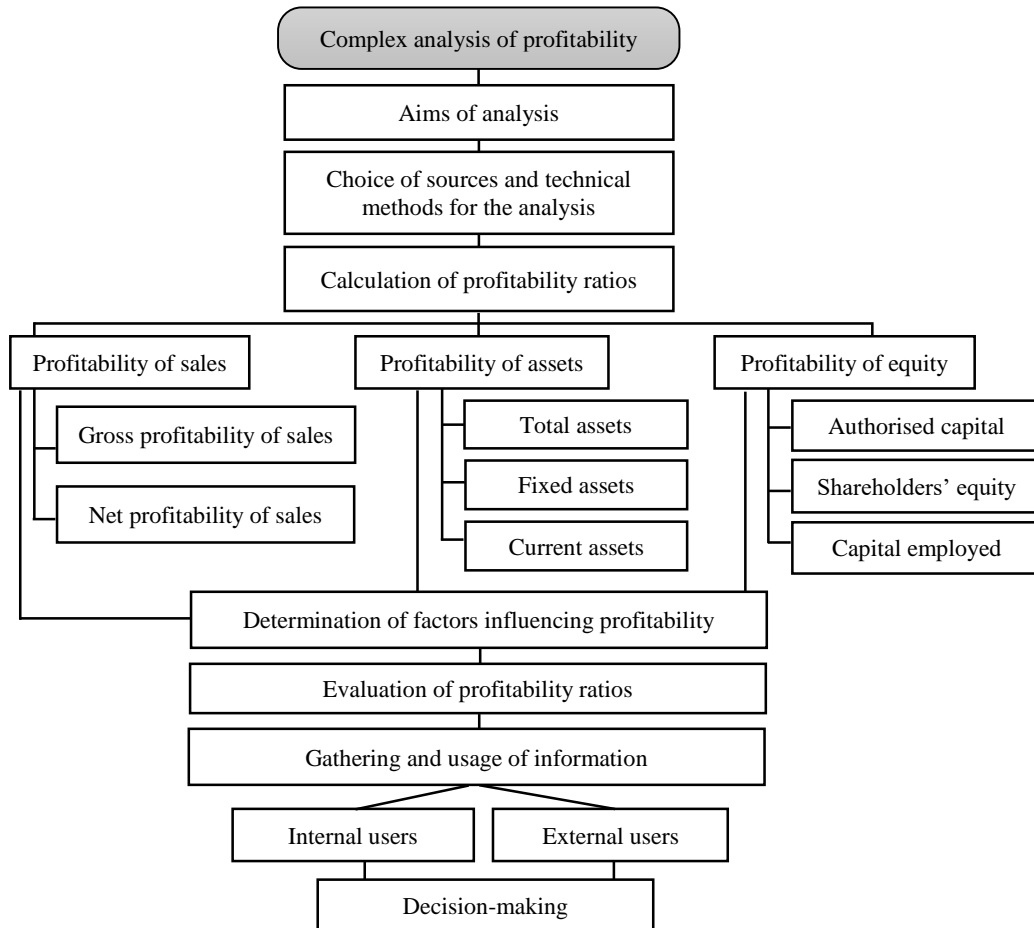 Complex analysis of profitability
Aims of analysis
Choice of sources and technical
methods for the analysis
Calculation of profitability ratios
Profitability of sales
Profitability of assets
Profitability of equity
Gross profitability of sales
Net profitability of sales
Total assets
Fixed assets
Current assets
Authorised capital
Shareholders’ equity
Capital employed
Determination of factors influencing profitability
Evaluation of profitability ratios
Gathering and usage of information
Internal users
External users
Decision-making